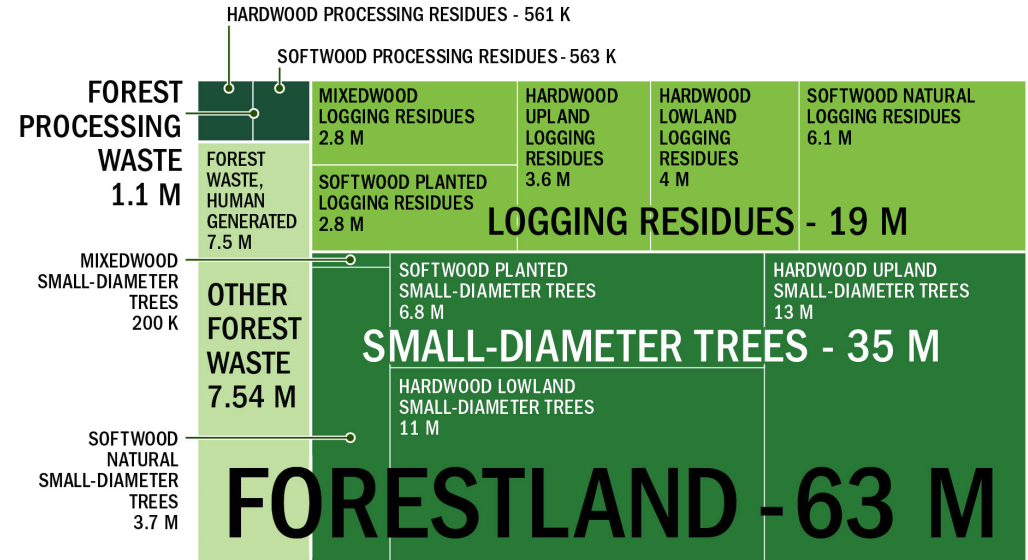 HARDWOOD PROCESSING RESIDUES - 561 K
SOFTWOOD PROCESSING RESIDUES - 563 K
FOREST
PROCESSING
WASTE
1.1 M
MIXEDWOOD
LOGGING RESIDUES
2.8 M
SOFTWOOD PLANTED
LOGGING RESIDUES
2.8 M
HARDWOOD
UPLAND
LOGGING
RESIDUES
3.6 M
HARDWOOD
LOWLAND
LOGGING
RESIDUES
4 M
SOFTWOOD NATURAL
LOGGING RESIDUES
6.1 M
LOGGING RESIDUES - 19 M
FOREST
WASTE,
HUMAN
GENERATED
7.5 M
OTHER
FOREST
WASTE
7.54 M
MIXEDWOOD
SMALL-DIAMETER
TREES
200 K
SOFTWOOD PLANTED
SMALL-DIAMETER TREES
6.8 M
HARDWOOD UPLAND
SMALL-DIAMETER TREES
13 M
SMALL-DIAMETER TREES - 35 M
HARDWOOD LOWLAND
SMALL-DIAMETER TREES
11 M
SOFTWOOD
NATURAL
SMALL-DIAMETER
TREES
3.7 M
FORESTLAND - 63 M